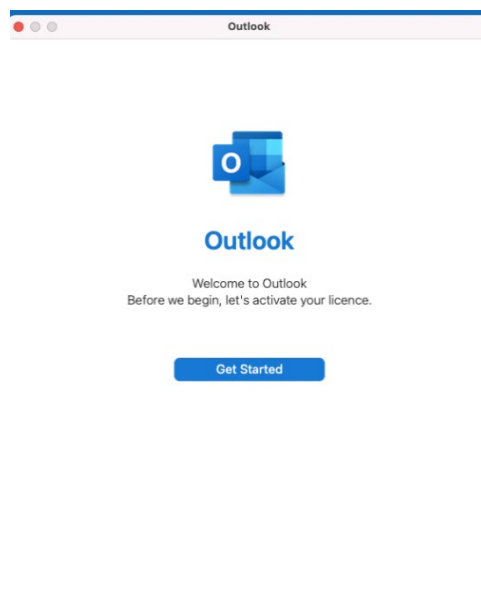 Outlook
O
Outlook
Welcome to Outlook
Before we begin, let's activate your licence.
Get Started